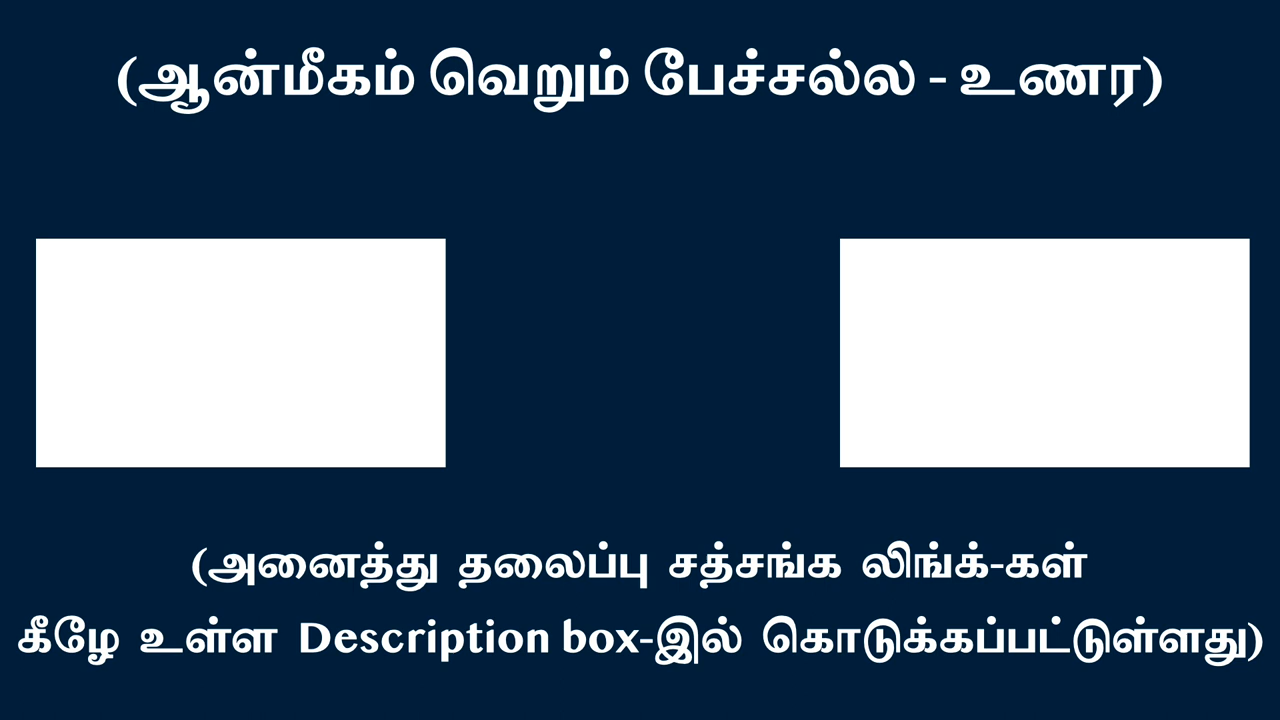 (ஆன்மீகம் வெறும் பேச்சல்ல - உணர)
(அனைத்து தலைப்பு சத்சங்க லிங்க்-கள்
கீழே உள்ள Description box-இல் கொடுக்கப்பட்டுள்ளது)